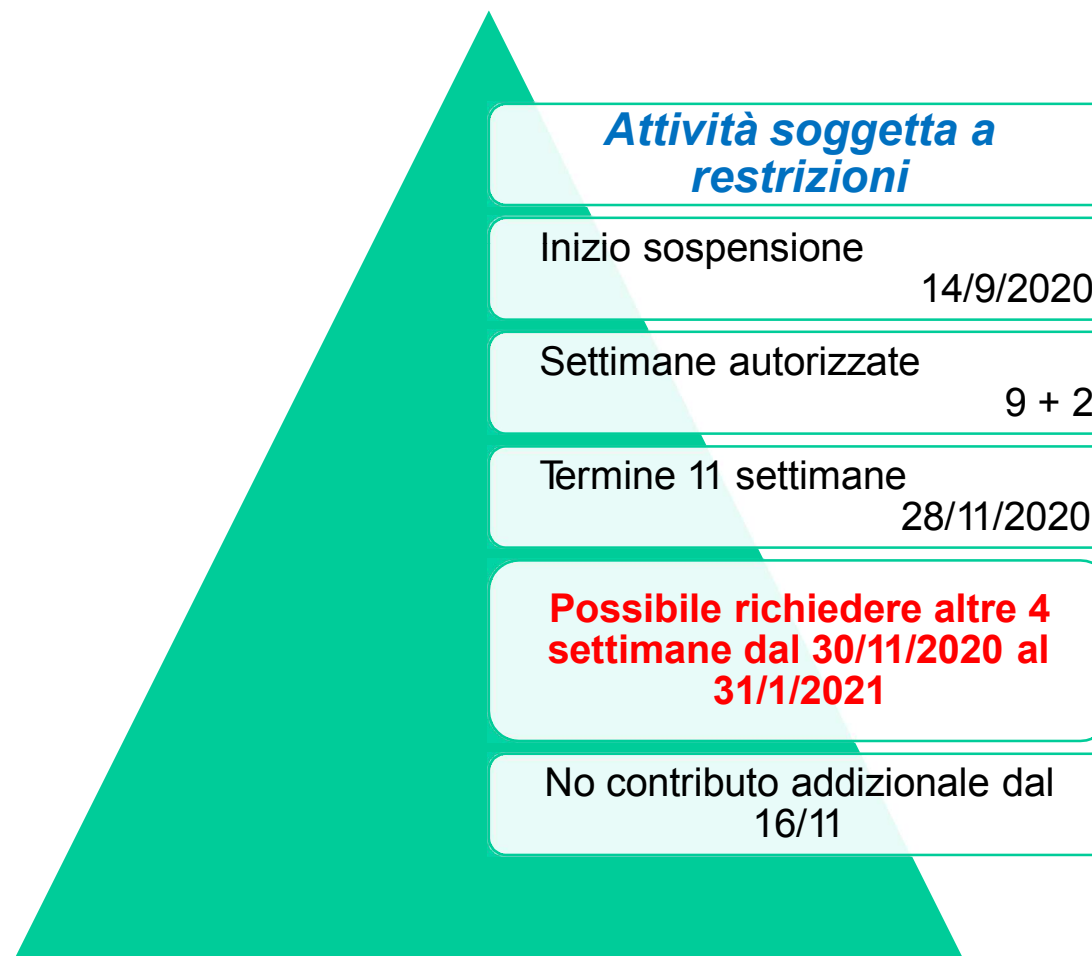 Attività soggetta a
restrizioni
Inizio sospensione
14/9/2020
Settimane autorizzate
9 + 2
Termine 11 settimane
28/11/2020
Possibile richiedere altre 4
settimane dal 30/11/2020 al
31/1/2021
No contributo addizionale dal
16/11